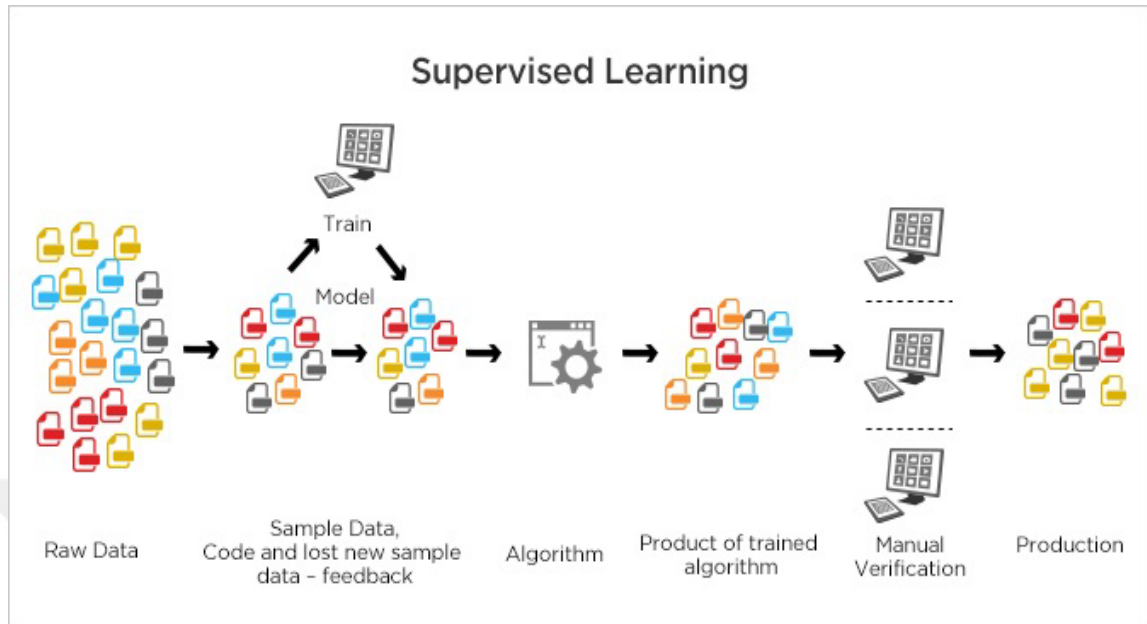 Supervised Learning
Train
Model
Raw Data
Sample Data,
Code and lost new sample
data – feedback
Algorithm
Product of trained
algorithm
Manual
Verification
Production